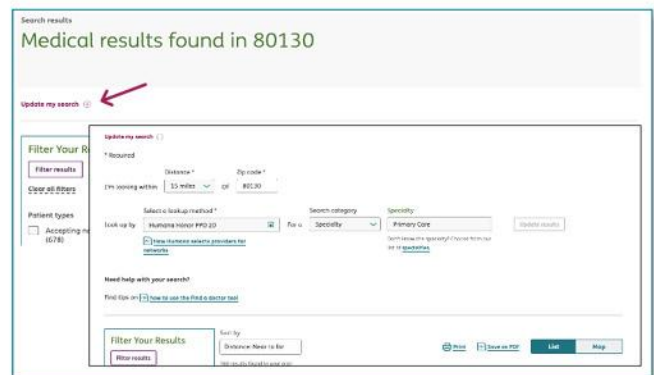 Search results
Medical results found in 80130
Update my search
Filter Your R
Filter results
Clear all filters
Patient types
Accepting ne
(678)
Update my search
* Required
Distance * Zip code *
I'm looking within 15 miles of 80130
Select a lookup method * Search category Specialty
Look up by Humana Honor PPO 20 For a Specialty Primary Care Update results
How Humana selects providers for
networks
Don't know the specialty? Choose from our
list of specialties.
Need help with your search?
Find tips on how to use the Find a doctor tool
Filter Your Results
Filter results
Sort by
Distance: Near to far
Print Save as PDF List Map